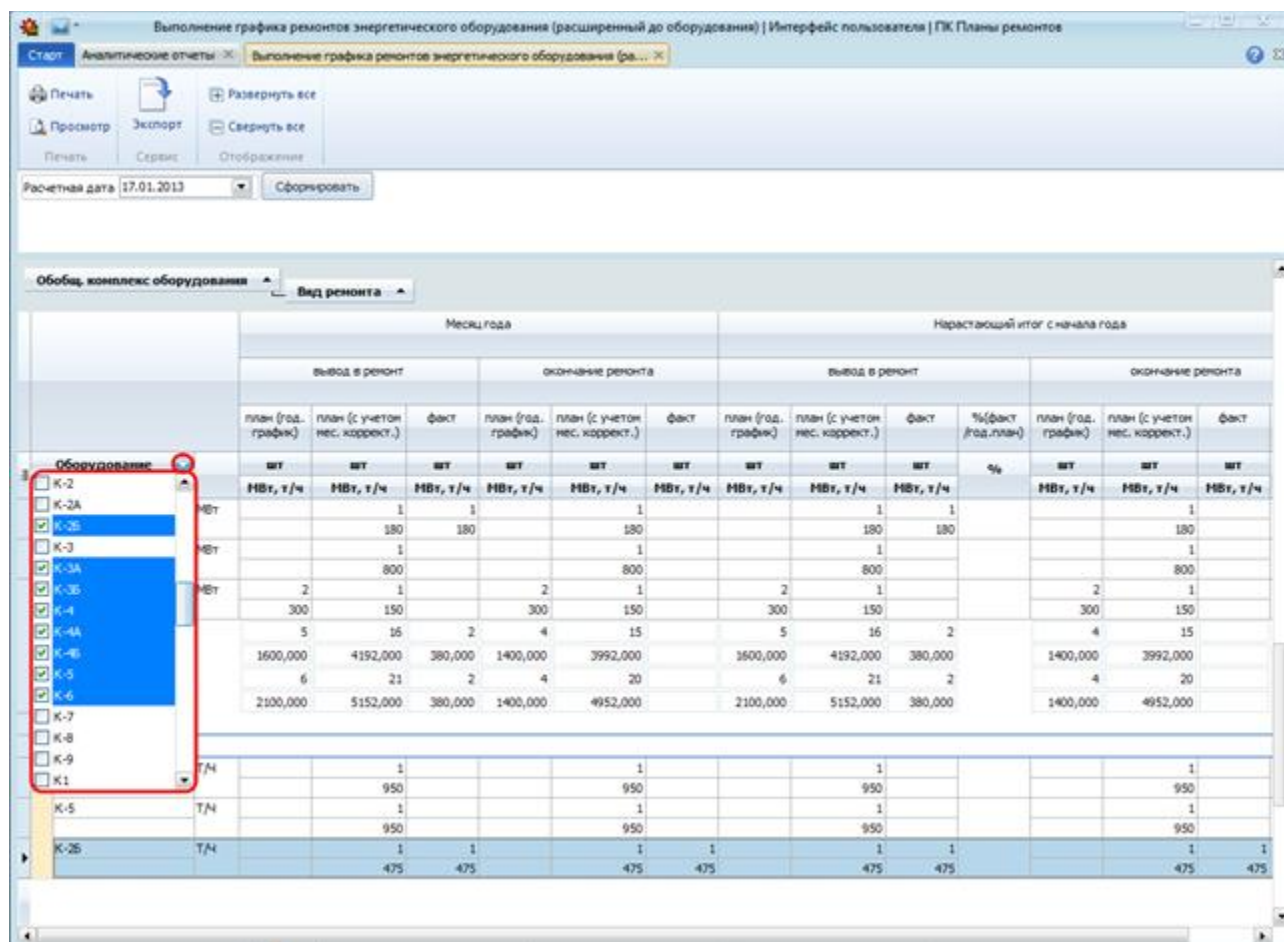 Выполнение графика ремонтов энергетического оборудования (расширенный до оборудования) | Интерфейс пользователя | ПК Планы ремонтов
Старт Аналитические отчеты Выполнение графика ремонтов энергетического оборудования (ра...
Печать Экспорт Развернуть все
Просмотр Свернуть все
Печать Сервис Отображение
Расчетная дата 17.01.2013 Сформировать
Обобщ. комплекс оборудования
Вид ремонта
Месяц года Нарастающий итог с начала года
вывод в ремонт окончание ремонта вывод в ремонт окончание ремонта
план (год. план (с учетом факт план (год. план (с учетом факт план (год. план (с учетом факт %(факт план (год. план (с учетом факт
график) мес. коррект.) график) мес. коррект.) график) мес. коррект.) /год.план) график) мес. коррект.)
Оборудование шт шт шт шт шт шт шт шт шт % шт шт шт
К-2 МВт, т/ч МВт, т/ч МВт, т/ч МВт, т/ч МВт, т/ч МВт, т/ч МВт, т/ч МВт, т/ч МВт, т/ч МВт, т/ч МВт, т/ч МВт, т/ч
К-2А МВт 1 1 1 1 1 1
К-2Б 180 180 180 180 180 180
К-3 МВт 1 1 1 1
К-3А 800 800 800 800
К-3Б МВт 2 1 2 1 2 1 2 1
К-4 300 150 300 150 300 150 300 150
К-4А 5 16 2 4 15 5 16 2 4 15
К-4Б 1600,000 4192,000 380,000 1400,000 3992,000 1600,000 4192,000 380,000 1400,000 3992,000
К-5 6 21 2 4 20 6 21 2 4 20
К-6 2100,000 5152,000 380,000 1400,000 4952,000 2100,000 5152,000 380,000 1400,000 4952,000
К-7
К-8
К-9 Т/Ч 1 1 1 1
К1 950 950 950 950
К-5 Т/Ч 1 1 1 1
950 950 950 950
К-2Б Т/Ч 1 1 1 1 1 1 1 1
475 475 475 475 475 475 475 475